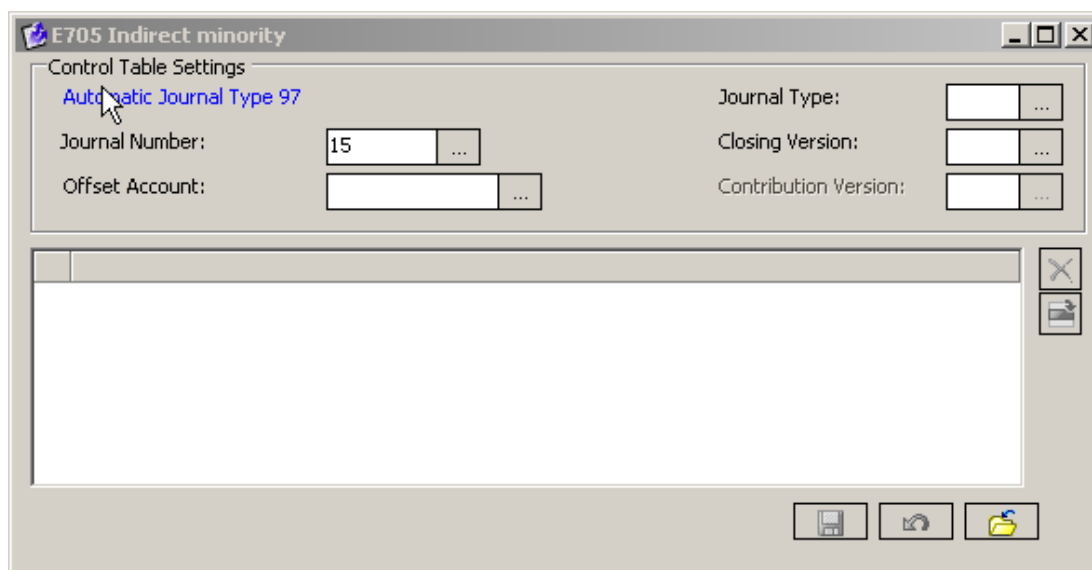 E705 Indirect minority
Control Table Settings
Automatic Journal Type 97
Journal Type:
...
Journal Number:
15
...
Closing Version:
...
Offset Account:
...
Contribution Version:
...